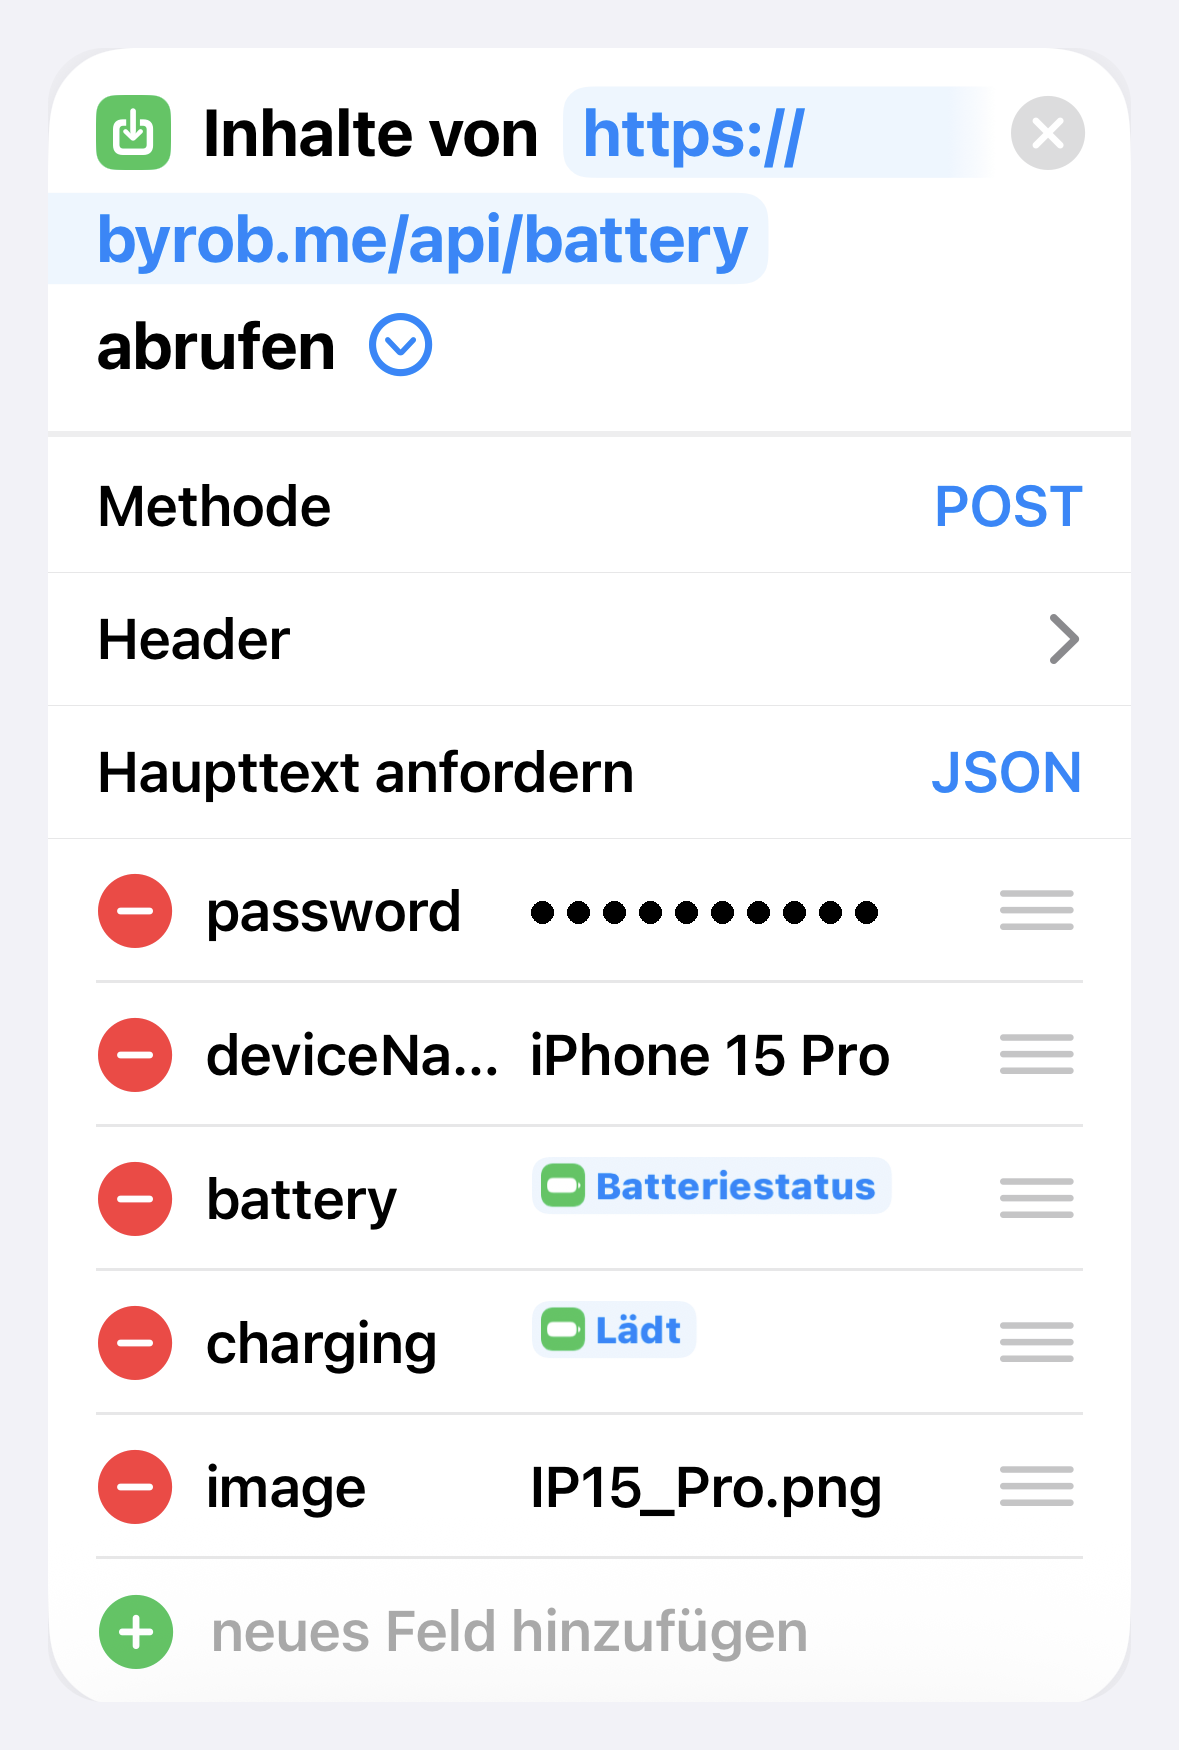 Inhalte von https://
byrob.me/api/battery
abrufen
Methode POST
Header
Haupttext anfordern JSON
password ●●●●●●●●●●
deviceNa... iPhone 15 Pro
battery Batteriestatus
charging Lädt
image IP15_Pro.png
neues Feld hinzufügen